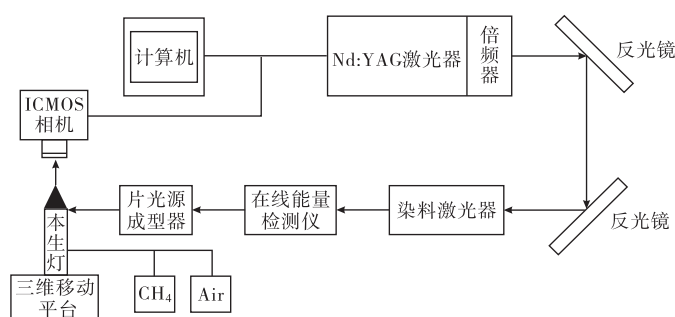 计算机
Nd:YAG激光器
倍
频
器
反光镜
ICMOS
相机
片光源
成型器
在线能量
检测仪
染料激光器
反光镜
本
生
灯
三维移动
平台
CH₄
Air